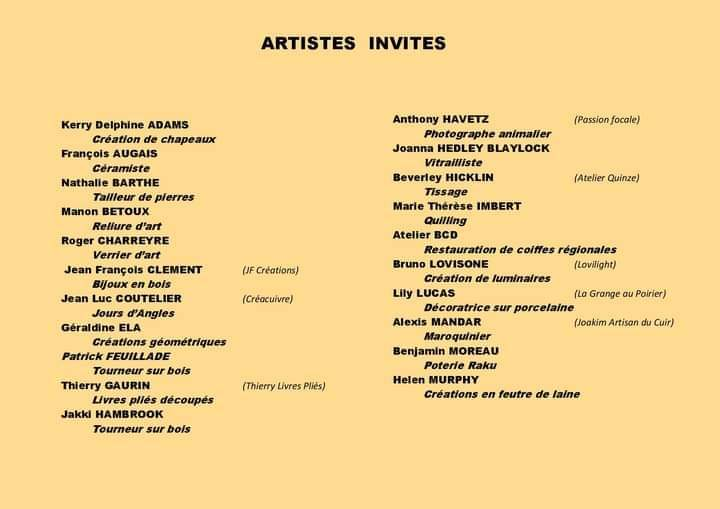 ARTISTES INVITES
Kerry Delphine ADAMS
Création de chapeaux
François AUGAIS
Céramiste
Nathalie BARTHE
Tailleur de pierres
Manon BETOUX
Reliure d'art
Roger CHARREYRE
Verrier d'art
Jean François CLEMENT (JF Créations)
Bijoux en bois
Jean Luc COUTELIER (Créacuivre)
Jours d'Angles
Géraldine ELA
Créations géométriques
Patrick FEUILLADE
Tourneur sur bois
Thierry GAURIN (Thierry Livres Pliés)
Livres pliés découpés
Jakki HAMBROOK
Tourneur sur bois
Anthony HAVETZ (Passion focale)
Photographe animalier
Joanna HEDLEY BLAYLOCK
Vitrailliste
Beverley HICKLIN (Atelier Quinze)
Tissage
Marie Thérèse IMBERT
Quilling
Atelier BCD
Restauration de coiffes régionales
Bruno LOVISONE (Lovilight)
Création de luminaires
Lily LUCAS (La Grange au Poirier)
Décoratrice sur porcelaine
Alexis MANDAR (Joakim Artisan du Cuir)
Maroquinier
Benjamin MOREAU
Poterie Raku
Helen MURPHY
Créations en feutre de laine